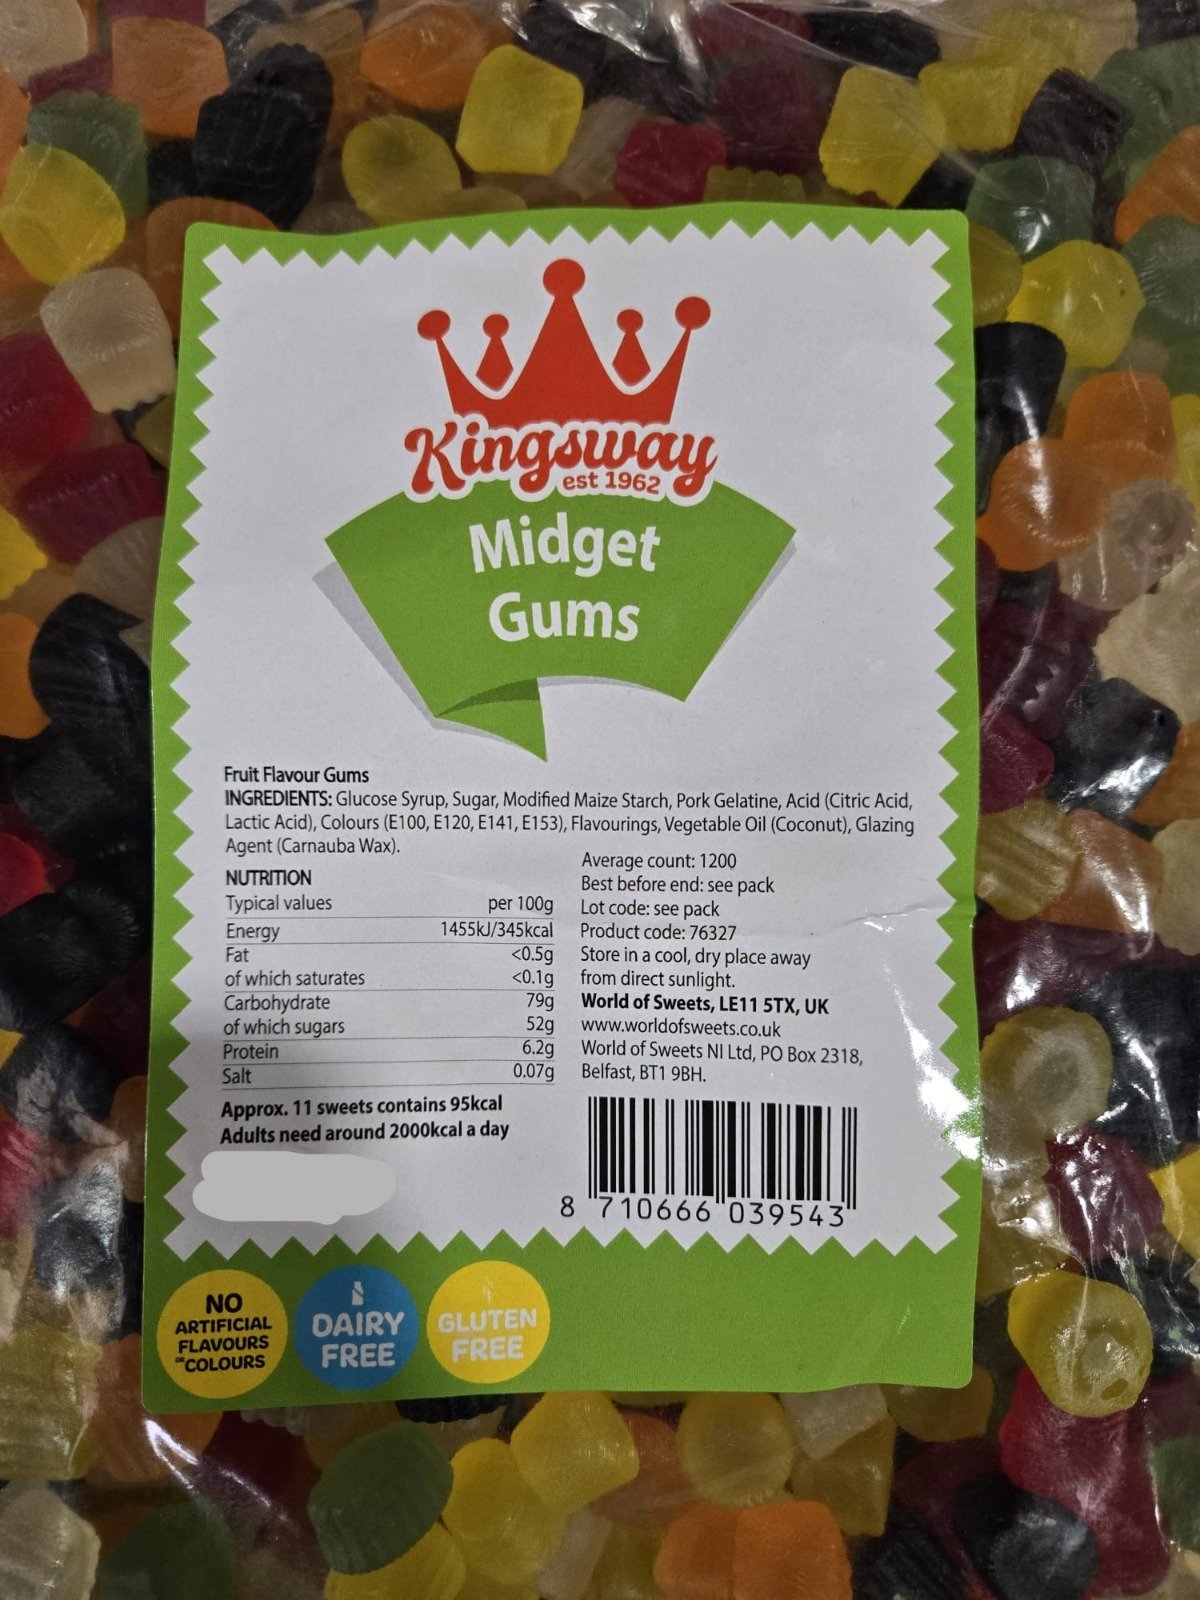 Kingsway
est 1962
Midget
Gums
Fruit Flavour Gums
INGREDIENTS: Glucose Syrup, Sugar, Modified Maize Starch, Pork Gelatine, Acid (Citric Acid,
Lactic Acid), Colours (E100, E120, E141, E153), Flavourings, Vegetable Oil (Coconut), Glazing
Agent (Carnauba Wax).
NUTRITION
Typical values per 100g
Energy 1455kJ/345kcal
Fat <0.5g
of which saturates <0.1g
Carbohydrate 79g
of which sugars 52g
Protein 6.2g
Salt 0.07g
Approx. 11 sweets contains 95kcal
Adults need around 2000kcal a day
Average count: 1200
Best before end: see pack
Lot code: see pack
Product code: 76327
Store in a cool, dry place away
from direct sunlight.
World of Sweets, LE11 5TX, UK
www.worldofsweets.co.uk
World of Sweets NI Ltd, PO Box 2318,
Belfast, BT1 9BH.
8 710666 039543
NO
ARTIFICIAL
FLAVOURS
OR COLOURS
DAIRY
FREE
GLUTEN
FREE